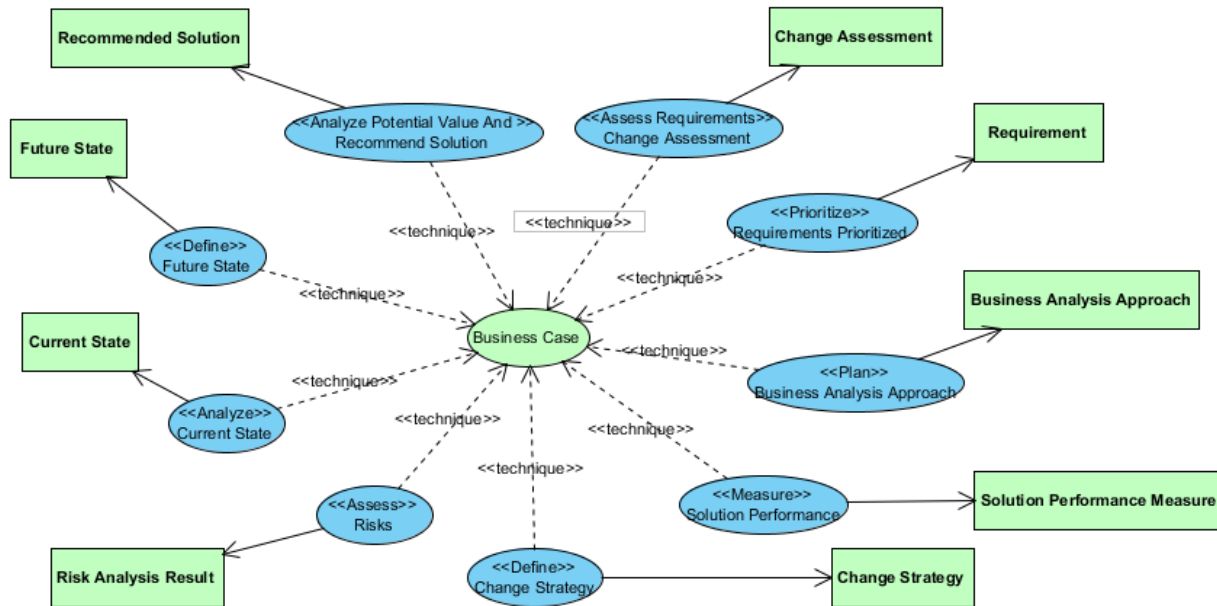 Recommended Solution
Change Assessment
<<Analyze Potential Value And >>
Recommend Solution
<<Assess Requirements>>
Change Assessment
Future State
Requirement
<<Prioritize>>
Requirements Prioritized
<<technique>>
<<technique>>
<<Define>>
Future State
<<technique>>
<<technique>>
Business Analysis Approach
Current State
Business Case
<<technique>>
<<technique>>
<<Plan>>
Business Analysis Approach
<<Analyze>>
Current State
<<technique>>
<<technique>>
<<technique>>
<<Assess>>
Risks
<<Measure>>
Solution Performance
Solution Performance Measure
Risk Analysis Result
<<Define>>
Change Strategy
Change Strategy